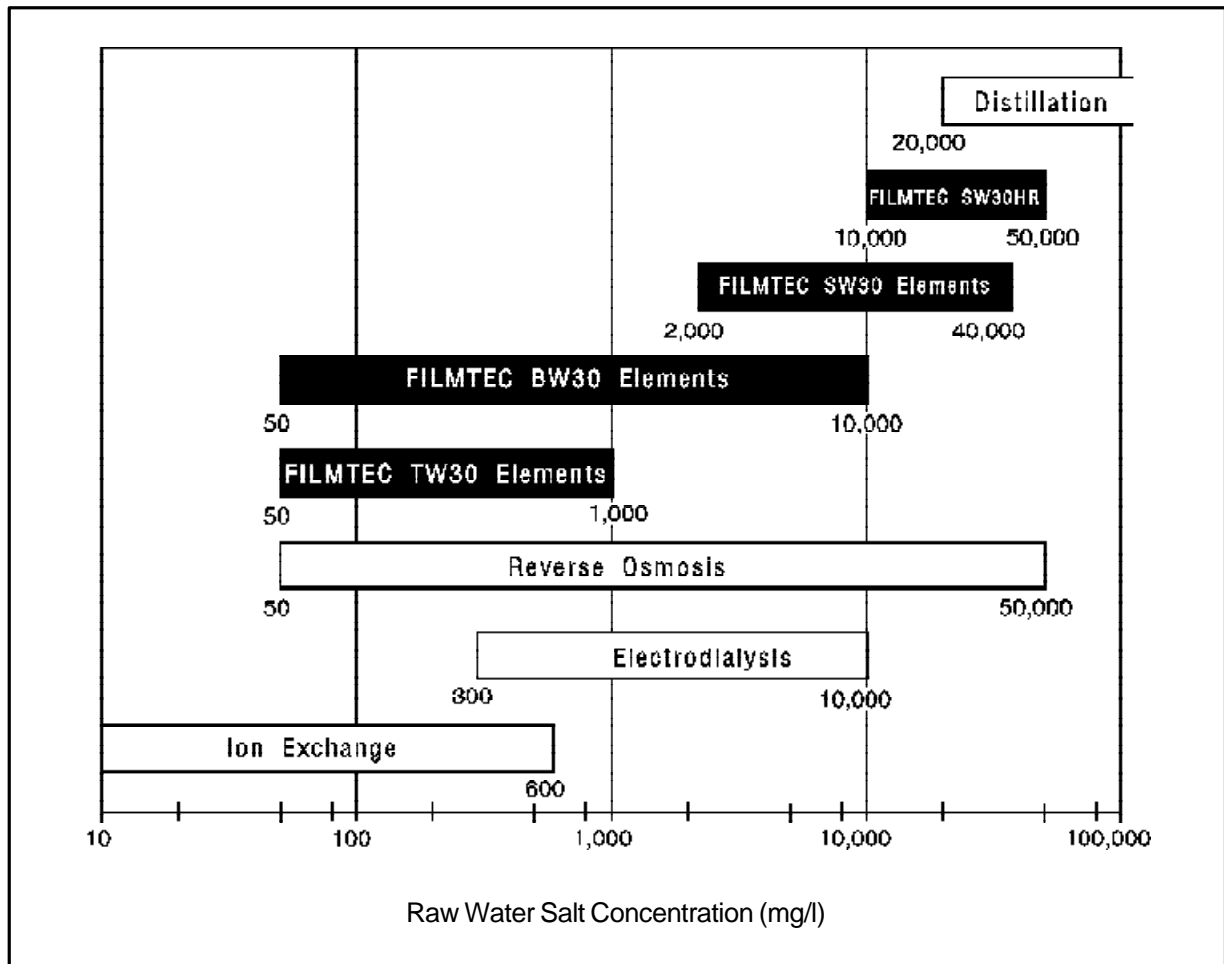 Distillation
20,000
FILMTEC SW30HR
10,000 50,000
FILMTEC SW30 Elements
2,000 40,000
FILMTEC BW30 Elements
50 10,000
FILMTEC TW30 Elements
50 1,000
Reverse Osmosis
50 50,000
Electrodialysis
300 10,000
Ion Exchange
600
10 100 1,000 10,000 100,000
Raw Water Salt Concentration (mg/l)